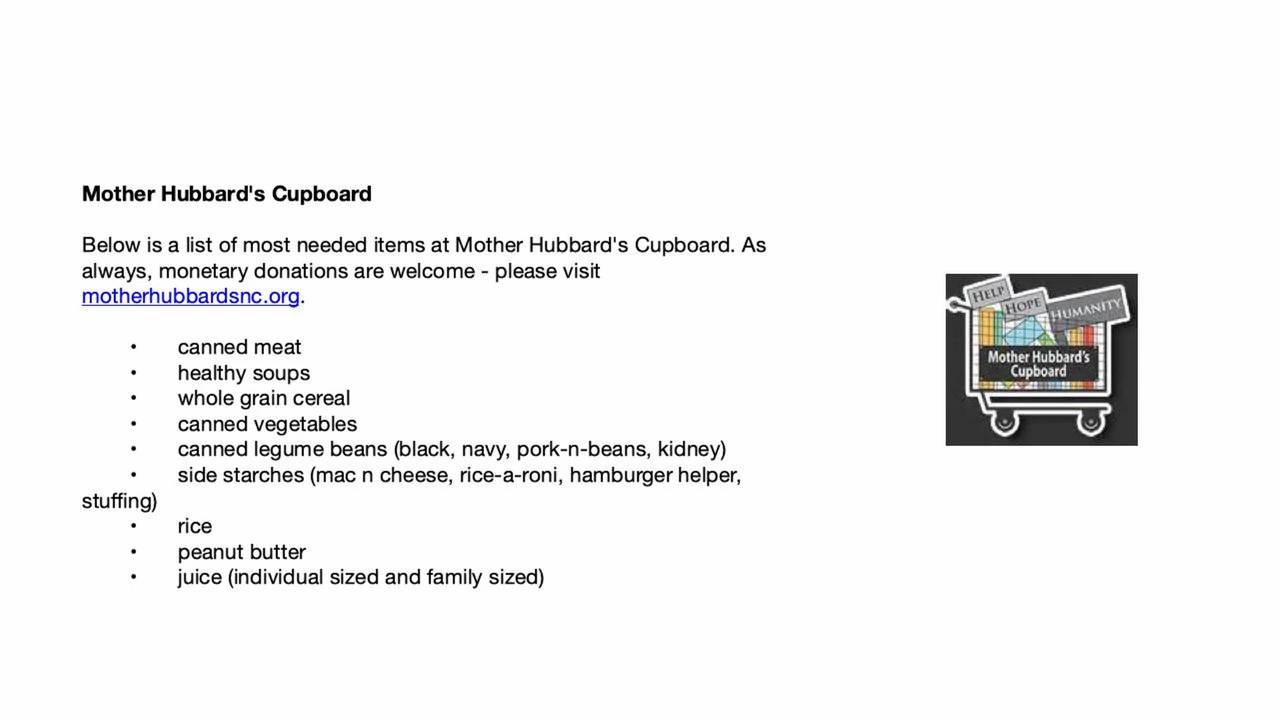 Mother Hubbard's Cupboard
Below is a list of most needed items at Mother Hubbard's Cupboard. As
always, monetary donations are welcome - please visit
motherhubbardsnc.org.
• canned meat
• healthy soups
• whole grain cereal
• canned vegetables
• canned legume beans (black, navy, pork-n-beans, kidney)
• side starches (mac n cheese, rice-a-roni, hamburger helper,
stuffing)
• rice
• peanut butter
• juice (individual sized and family sized)
HELP
HOPE
HUMANITY
Mother Hubbard's
Cupboard